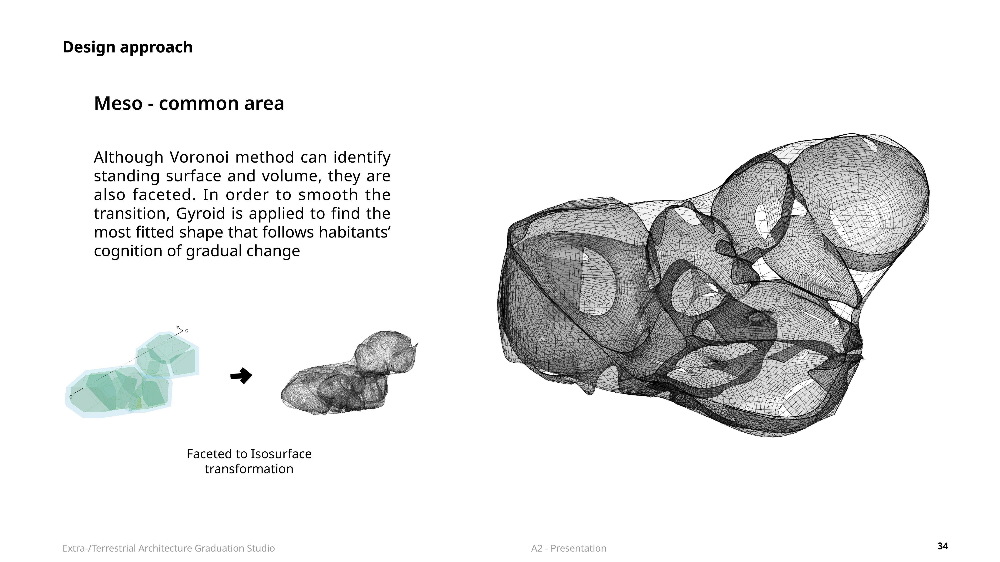 Design approach
Meso - common area
Although Voronoi method can identify
standing surface and volume, they are
also faceted. In order to smooth the
transition, Gyroid is applied to find the
most fitted shape that follows habitants’
cognition of gradual change
G
G'
Faceted to Isosurface
transformation
Extra-/Terrestrial Architecture Graduation Studio
A2 - Presentation
34